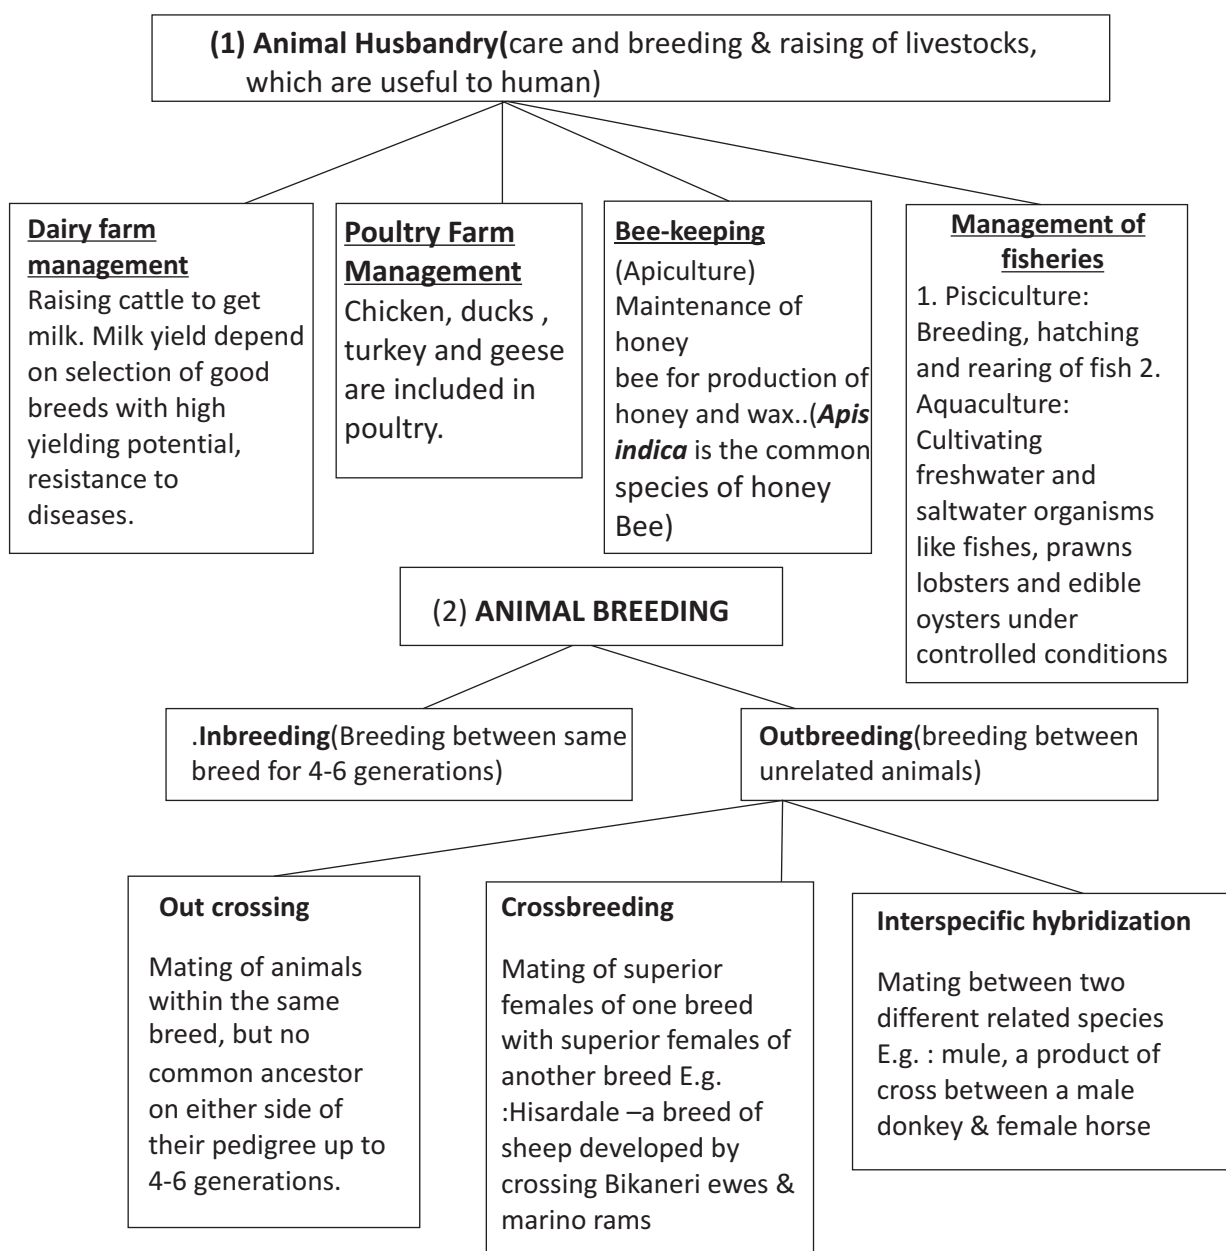 (1) Animal Husbandry(care and breeding & raising of livestocks,
which are useful to human)
Dairy farm
management
Raising cattle to get
milk. Milk yield depend
on selection of good
breeds with high
yielding potential,
resistance to
diseases.
Poultry Farm
Management
Chicken, ducks ,
turkey and geese
are included in
poultry.
Bee-keeping
(Apiculture)
Maintenance of
honey
bee for production of
honey and wax..(Apis
indica is the common
species of honey
Bee)
Management of
fisheries
1. Pisciculture:
Breeding, hatching
and rearing of fish 2.
Aquaculture:
Cultivating
freshwater and
saltwater organisms
like fishes, prawns
lobsters and edible
oysters under
controlled conditions
(2) ANIMAL BREEDING
.Inbreeding(Breeding between same
breed for 4-6 generations)
Outbreeding(breeding between
unrelated animals)
Out crossing
Mating of animals
within the same
breed, but no
common ancestor
on either side of
their pedigree up to
4-6 generations.
Crossbreeding
Mating of superior
females of one breed
with superior females of
another breed E.g.
:Hisardale –a breed of
sheep developed by
crossing Bikaneri ewes &
marino rams
Interspecific hybridization
Mating between two
different related species
E.g. : mule, a product of
cross between a male
donkey & female horse